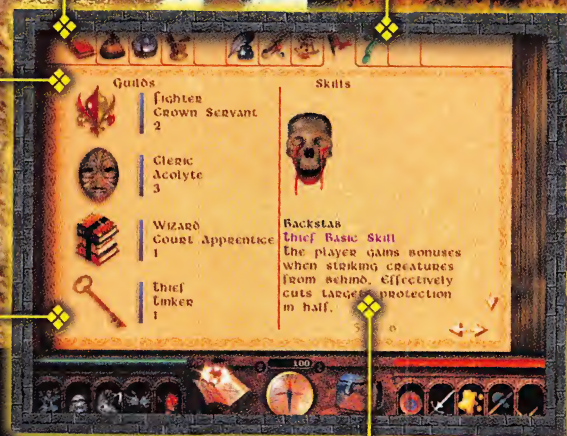 Guilds
Fighter
Crown Servant
2
Cleric
Acolyte
3
Wizard
Court Apprentice
1
Thief
Tinker
1
Skills
Backstab
Thief Basic Skill
The player gains bonuses
when striking creatures
from behind. Effectively
cuts targets protection
in half.
100